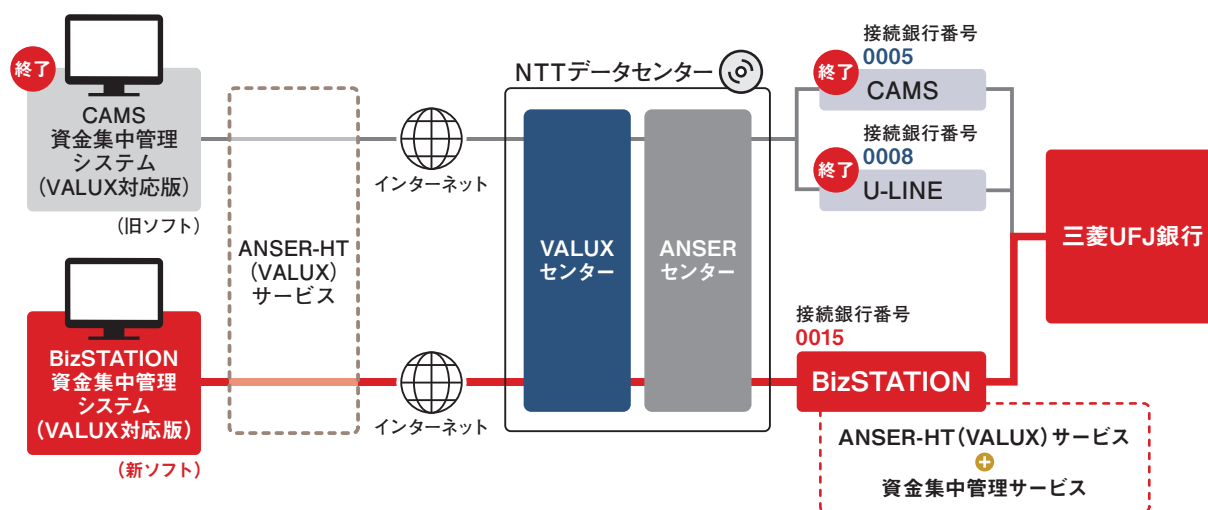 終了
CAMS
資金集中管理
システム
(VALUX対応版)
(旧ソフト)
ANSER-HT
(VALUX)
サービス
インターネット
NTTデータセンター
VALUX
センター
ANSER
センター
接続銀行番号
0005
終了
CAMS
接続銀行番号
0008
終了
U-LINE
三菱UFJ銀行
BizSTATION
資金集中管理
システム
(VALUX対応版)
(新ソフト)
インターネット
接続銀行番号
0015
BizSTATION
ANSER-HT(VALUX)サービス
+
資金集中管理サービス